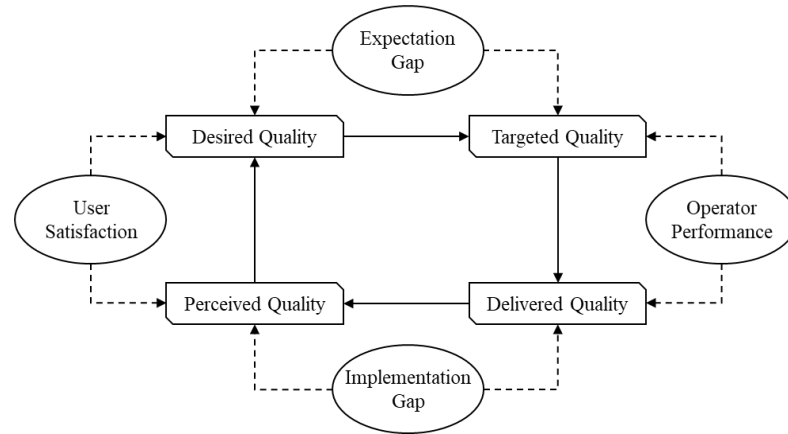 Expectation
Gap
Desired Quality
Targeted Quality
User
Satisfaction
Operator
Performance
Perceived Quality
Delivered Quality
Implementation
Gap